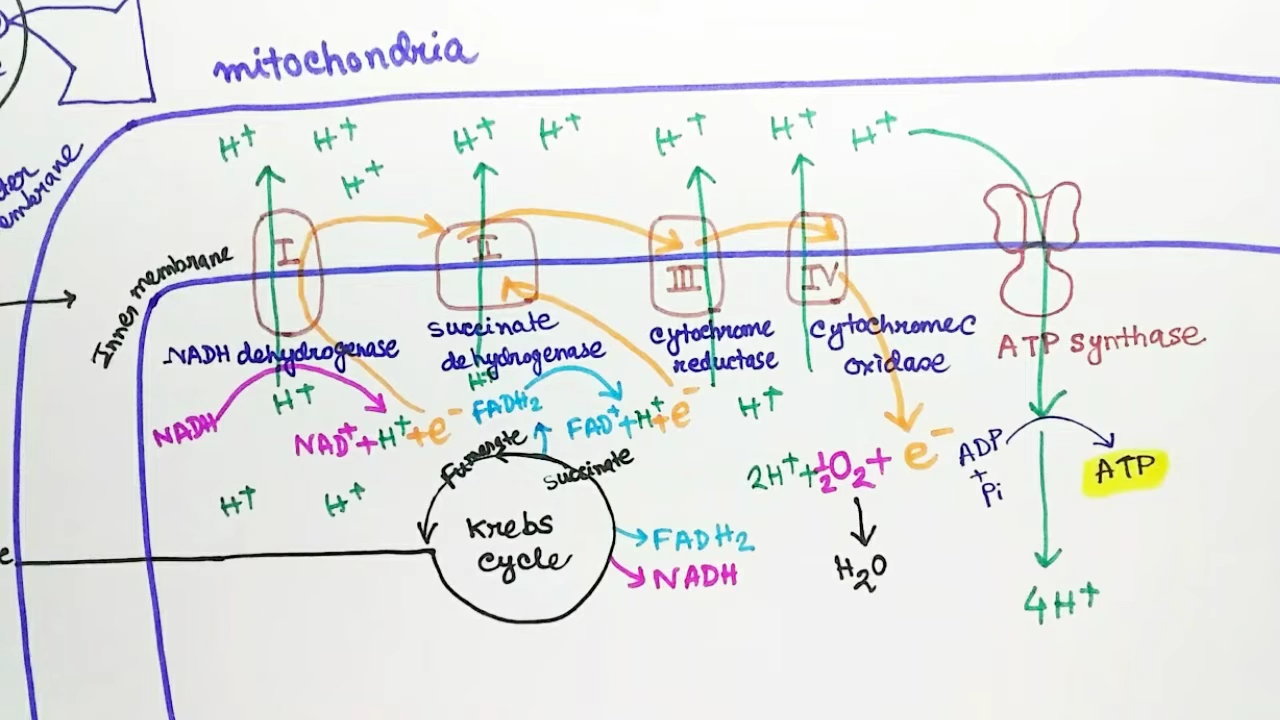 mitochondria
H+ H+ H+ H+ H+ H+ H+
H+
I II III IV
Inner membrane
NADH dehydrogenase
succinate
dehydrogenase
cytochrome
reductase
cytochrome C
oxidase
ATP synthase
H+
H+
H+
NADH
NAD+ + H+ + e-
FADH2
FAD+ + H+ + e-
Fumerate
succinate
H+ H+
Krebs
cycle
FADH2
NADH
2H+ + 1/2 O2 + e-
H2O
ADP
+
Pi
ATP
4H+